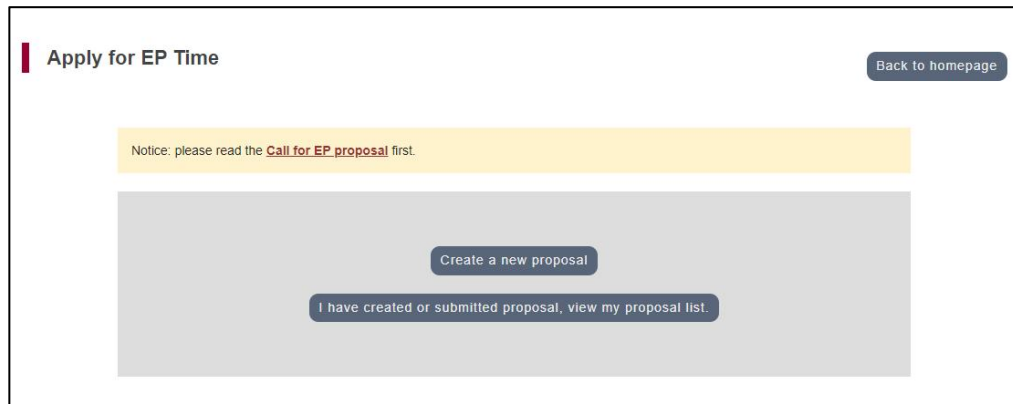 Apply for EP Time
Back to homepage
Notice: please read the Call for EP proposal first.
Create a new proposal
I have created or submitted proposal, view my proposal list.